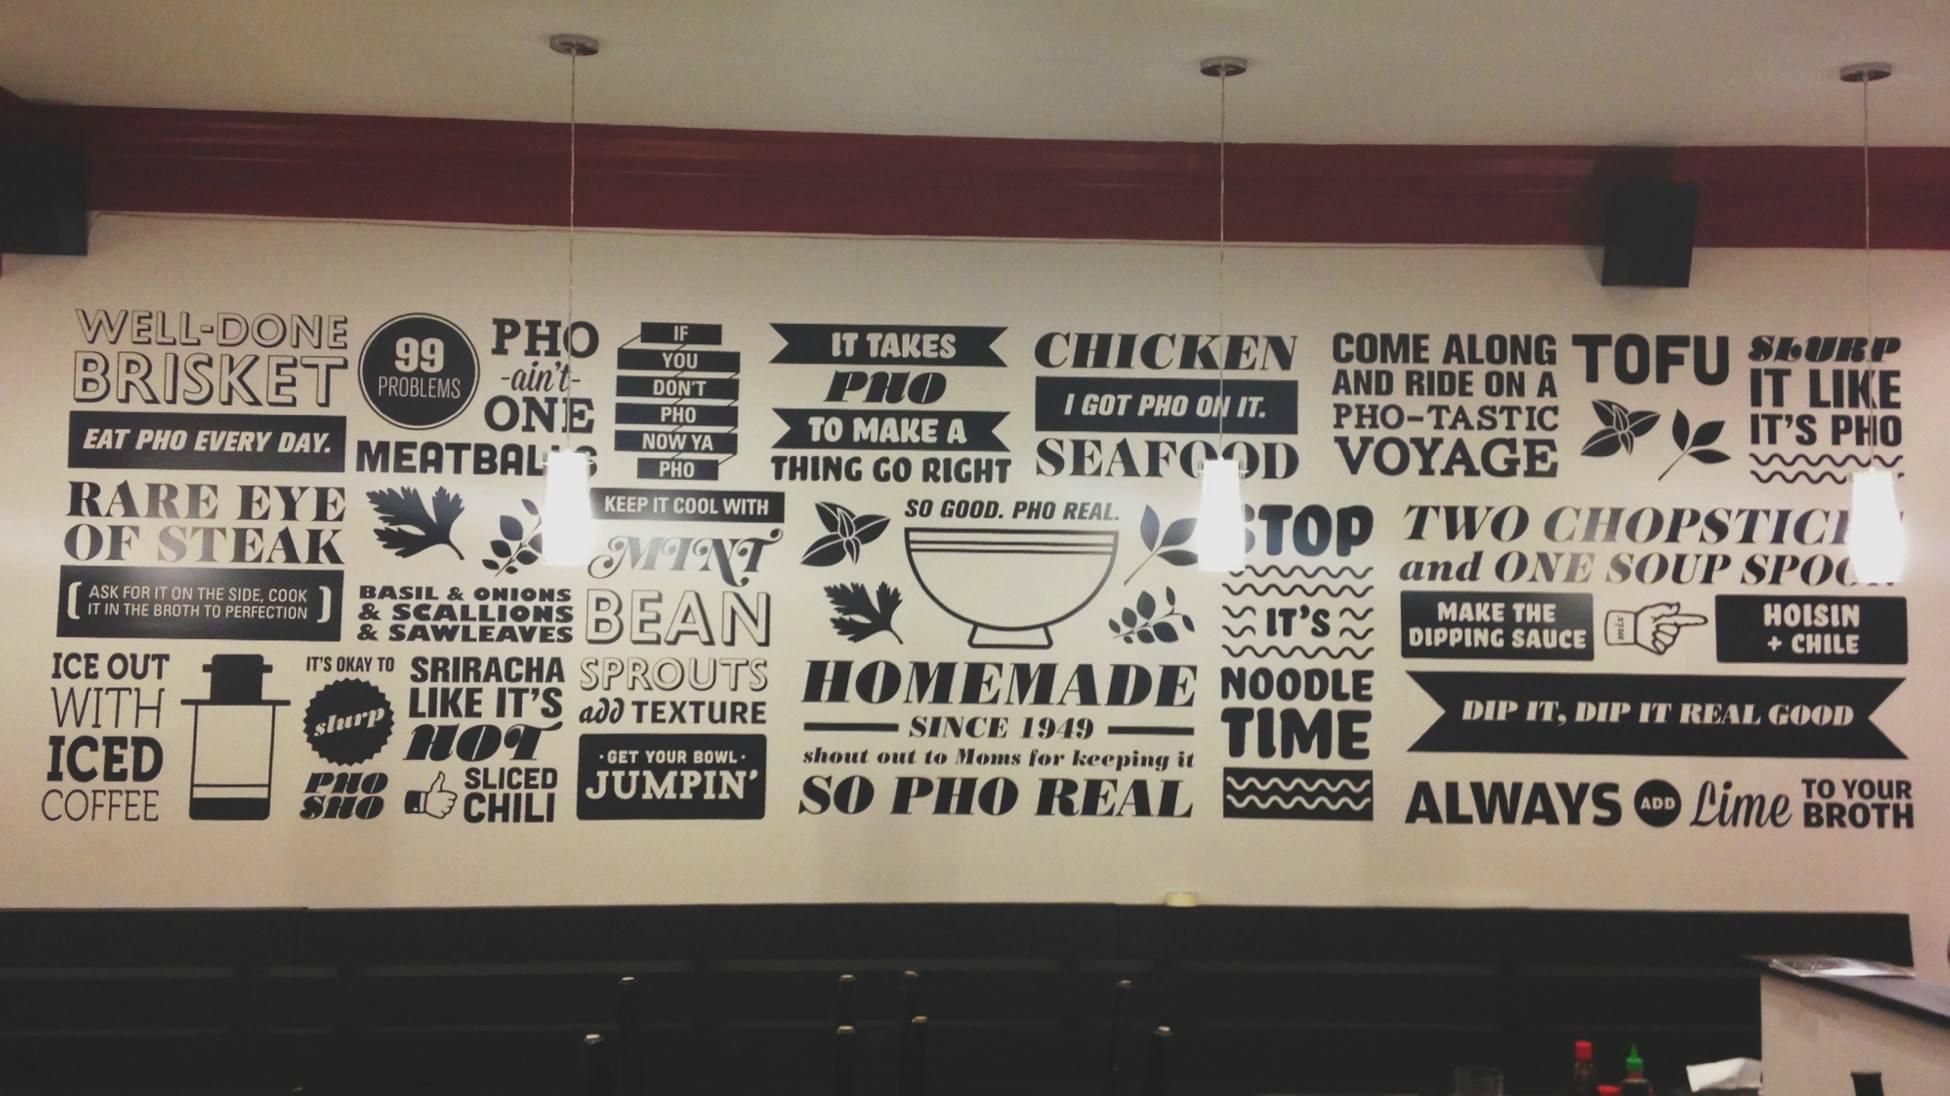 WELL-DONE
BRISKET
EAT PHO EVERY DAY.
99
PROBLEMS
PHO
-ain't-
ONE
MEATBALLS
IF
YOU
DON'T
PHO
NOW YA
PHO
IT TAKES
PHO
TO MAKE A
THING GO RIGHT
CHICKEN
I GOT PHO ON IT.
SEAFOOD
COME ALONG
AND RIDE ON A
PHO-TASTIC
VOYAGE
TOFU
SLURP
IT LIKE
IT'S PHO
RARE EYE
OF STEAK
[ASK FOR IT ON THE SIDE, COOK
IT IN THE BROTH TO PERFECTION]
BASIL & ONIONS
& SCALLIONS
& SAWLEAVES
KEEP IT COOL WITH
MINT
BEAN
SPROUTS
add TEXTURE
·GET YOUR BOWL·
JUMPIN'
SO GOOD. PHO REAL.
HOMEMADE
SINCE 1949
shout out to Moms for keeping it
SO PHO REAL
STOP
IT'S
NOODLE
TIME
TWO CHOPSTICKS
and ONE SOUP SPOON
MAKE THE
DIPPING SAUCE
mix
HOISIN
+ CHILE
DIP IT, DIP IT REAL GOOD
ALWAYS ADD Lime TO YOUR
BROTH
ICE OUT
WITH
ICED
COFFEE
IT'S OKAY TO
slurp
PHO
SHO
SRIRACHA
LIKE IT'S
HOT
SLICED
CHILI